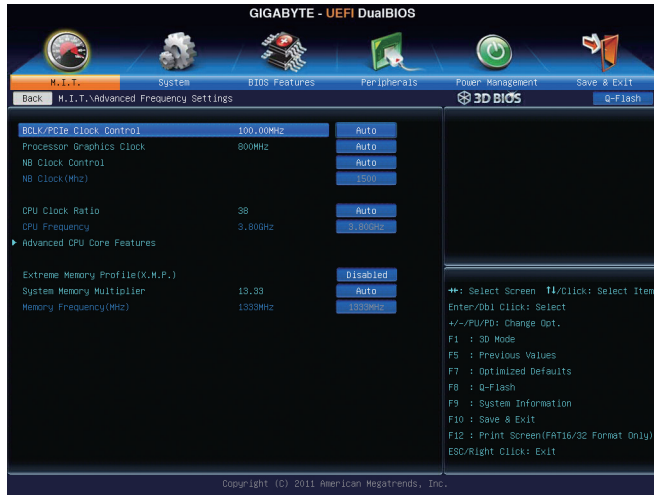 GIGABYTE - UEFI DualBIOS
M.I.T. System BIOS Features Peripherals Power Management Save & Exit
Back M.I.T.\Advanced Frequency Settings 3D BIOS Q-Flash
BCLK/PCIe Clock Control 100.00MHz Auto
Processor Graphics Clock 800MHz Auto
NB Clock Control Auto
NB Clock(Mhz) 1500
CPU Clock Ratio 38 Auto
CPU Frequency 3.80GHz 3.80GHz
Advanced CPU Core Features
Extreme Memory Profile(X.M.P.) Disabled
System Memory Multiplier 13.33 Auto
Memory Frequency(MHz) 1333MHz 1333MHz
: Select Screen ↑↓/Click: Select Item
Enter/Dbl Click: Select
+/-/PU/PD: Change Opt.
F1 : 3D Mode
F5 : Previous Values
F7 : Optimized Defaults
F8 : Q-Flash
F9 : System Information
F10 : Save & Exit
F12 : Print Screen(FAT16/32 Format Only)
ESC/Right Click: Exit
Copyright (C) 2011 American Megatrends, Inc.